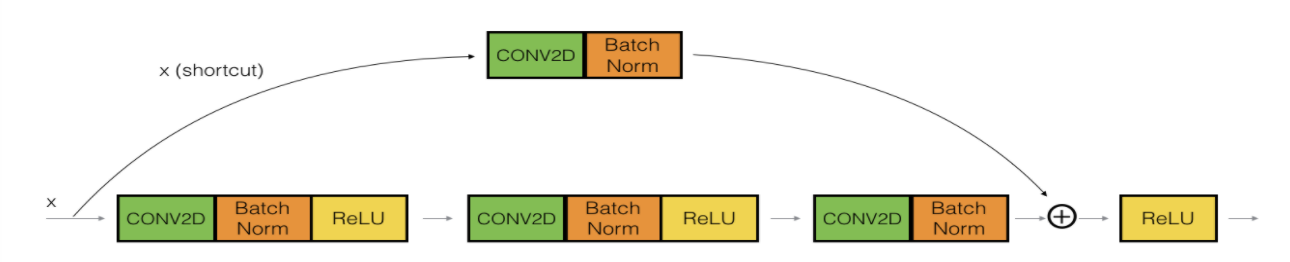 CONV2D
Batch
Norm
x (shortcut)
x
CONV2D
Batch
Norm
ReLU
CONV2D
Batch
Norm
ReLU
CONV2D
Batch
Norm
+
ReLU